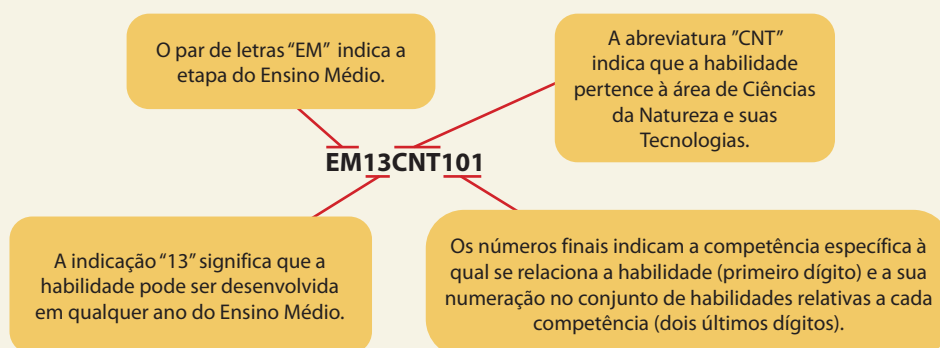 O par de letras “EM” indica a
etapa do Ensino Médio.
A abreviatura “CNT”
indica que a habilidade
pertence à área de Ciências
da Natureza e suas
Tecnologias.
EM13CNT101
A indicação “13” significa que a
habilidade pode ser desenvolvida
em qualquer ano do Ensino Médio.
Os números finais indicam a competência específica à
qual se relaciona a habilidade (primeiro dígito) e a sua
numeração no conjunto de habilidades relativas a cada
competência (dois últimos dígitos).